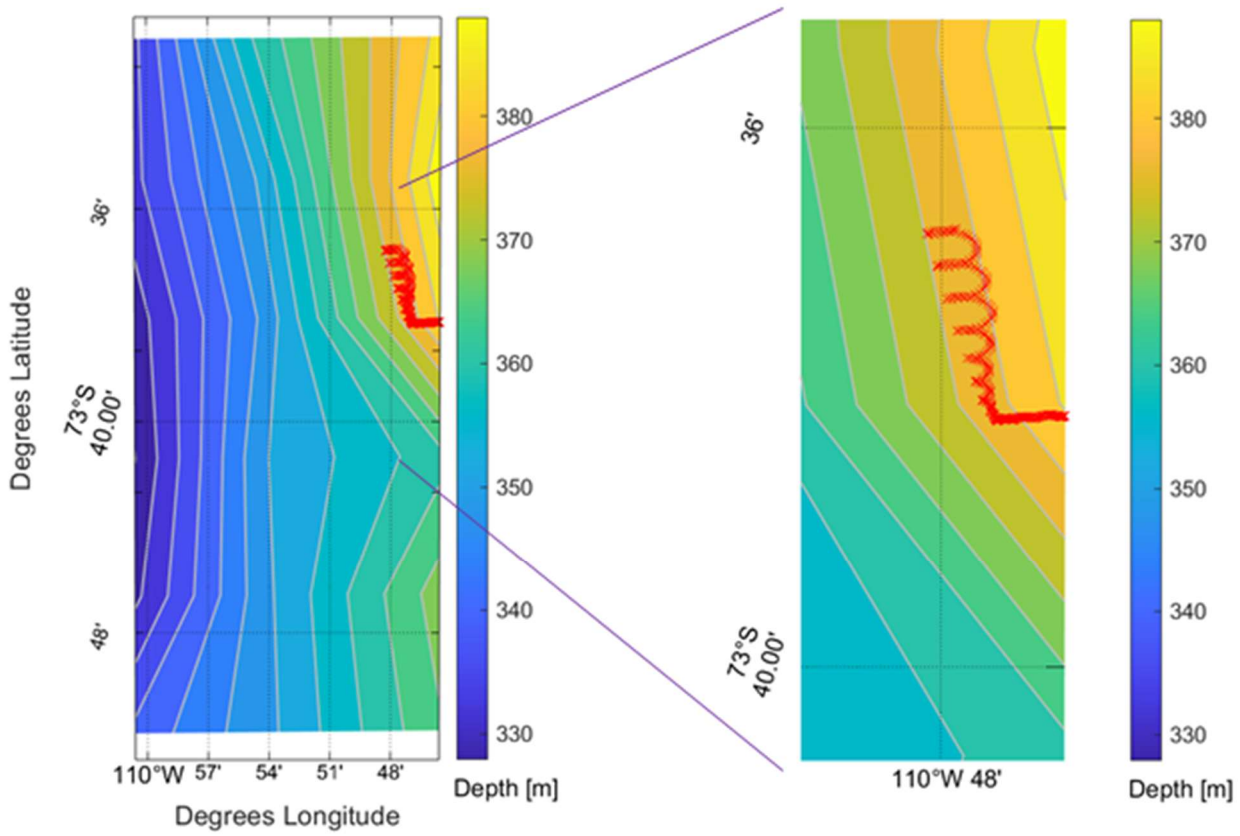 Degrees Latitude
36'
73°S
40.00'
48'
110°W 57' 54' 51' 48'
Degrees Longitude
380
370
360
350
340
330
Depth [m]
36'
73°S
40.00'
110°W 48'
380
370
360
350
340
330
Depth [m]